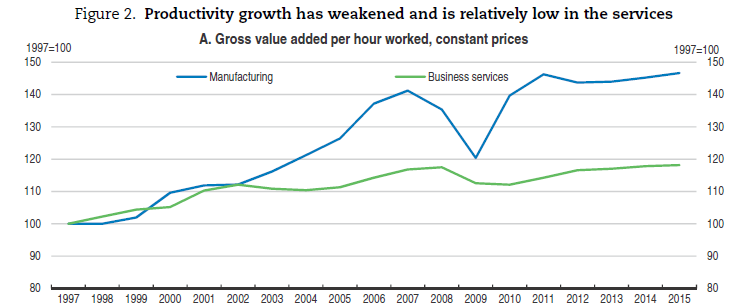 Figure 2. Productivity growth has weakened and is relatively low in the services
A. Gross value added per hour worked, constant prices
1997=100 1997=100
150 150
Manufacturing Business services
140 140
130 130
120 120
110 110
100 100
90 90
80 80
1997 1998 1999 2000 2001 2002 2003 2004 2005 2006 2007 2008 2009 2010 2011 2012 2013 2014 2015